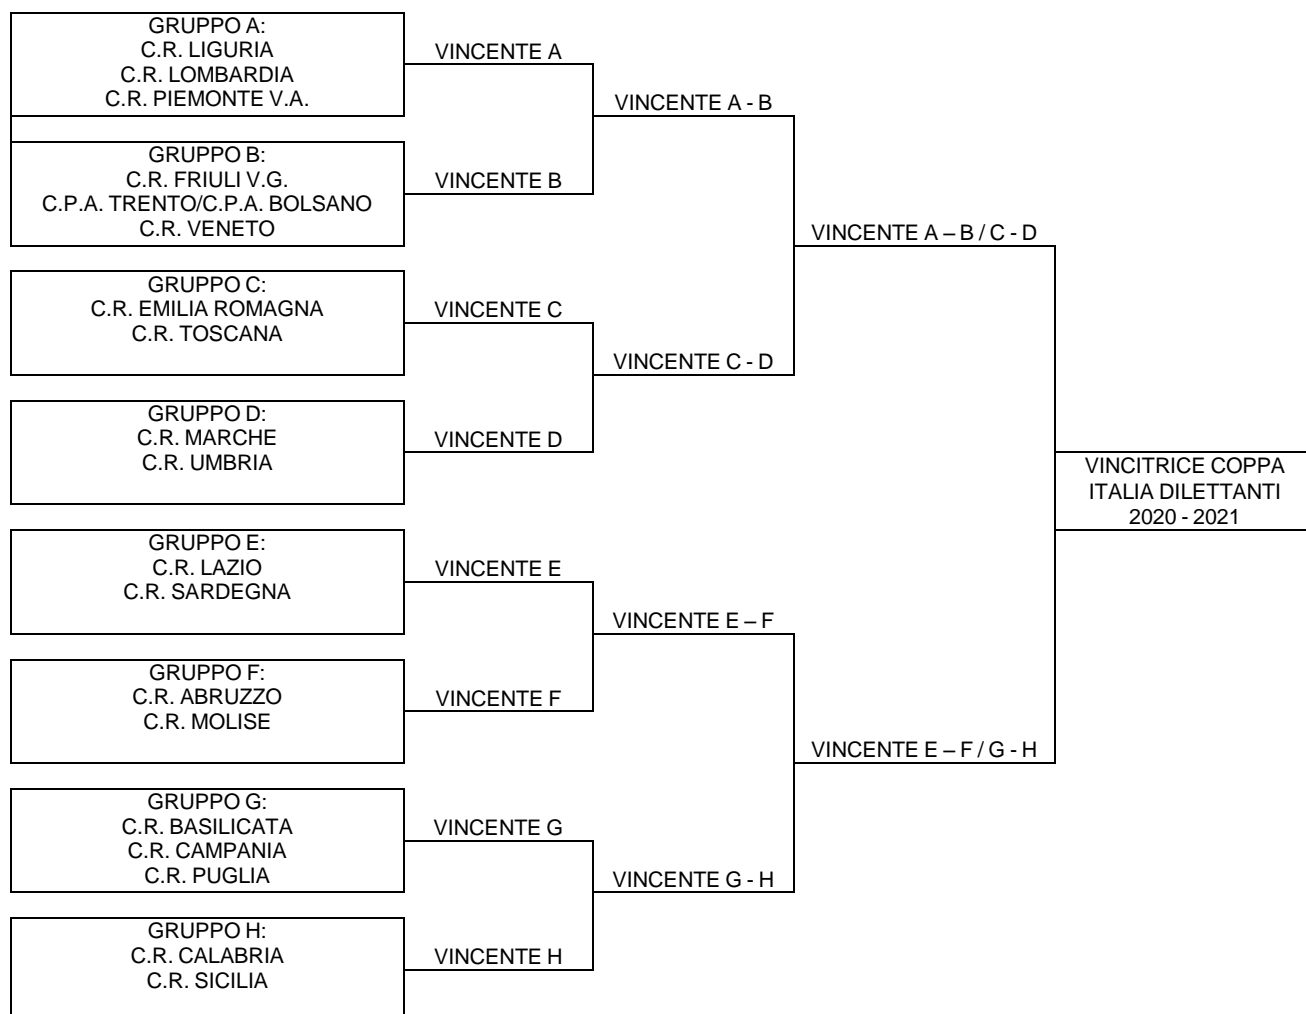 GRUPPO A:
C.R. LIGURIA
C.R. LOMBARDIA
C.R. PIEMONTE V.A.
VINCENTE A
VINCENTE A - B
GRUPPO B:
C.R. FRIULI V.G.
C.P.A. TRENTO/C.P.A. BOLSANO
C.R. VENETO
VINCENTE B
VINCENTE A – B / C - D
GRUPPO C:
C.R. EMILIA ROMAGNA
C.R. TOSCANA
VINCENTE C
VINCENTE C - D
GRUPPO D:
C.R. MARCHE
C.R. UMBRIA
VINCENTE D
VINCITRICE COPPA
ITALIA DILETTANTI
2020 - 2021
GRUPPO E:
C.R. LAZIO
C.R. SARDEGNA
VINCENTE E
VINCENTE E – F
GRUPPO F:
C.R. ABRUZZO
C.R. MOLISE
VINCENTE F
VINCENTE E – F / G - H
GRUPPO G:
C.R. BASILICATA
C.R. CAMPANIA
C.R. PUGLIA
VINCENTE G
VINCENTE G - H
GRUPPO H:
C.R. CALABRIA
C.R. SICILIA
VINCENTE H